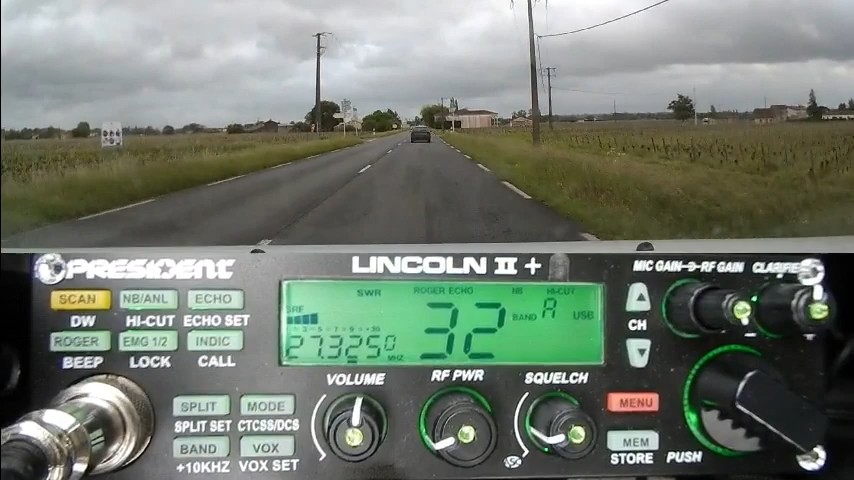 PRESIDENT
LINCOLN II +
MIC GAIN RF GAIN CLARIFIER
SCAN NB/ANL ECHO
DW HI-CUT ECHO SET
ROGER EMG 1/2 INDIC
BEEP LOCK CALL
SWR ROGER ECHO NB HI-CUT
32 BAND A USB
27.3250 MHZ
CH
VOLUME RF PWR SQUELCH
SPLIT MODE
SPLIT SET CTCSS/DCS
BAND VOX
+10KHZ VOX SET
ASC
MENU
MEM
STORE PUSH